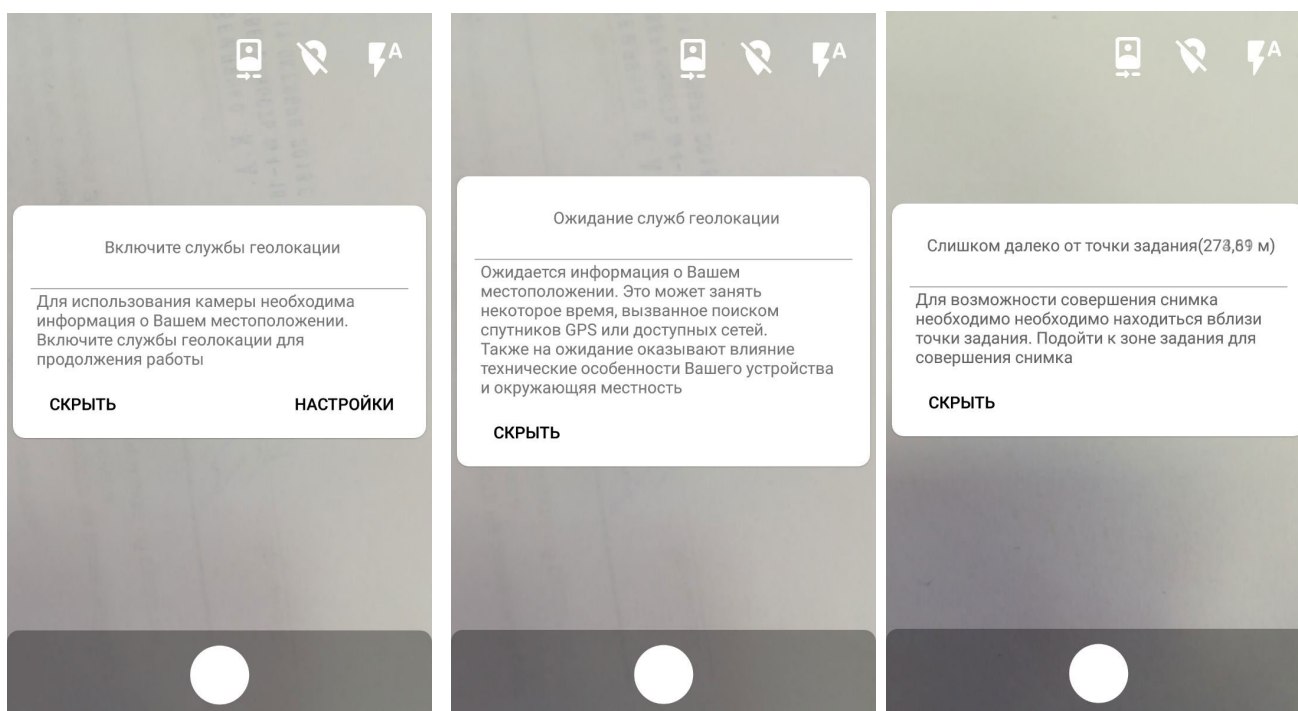 A
Включите службы геолокации
Для использования камеры необходима
информация о Вашем местоположении.
Включите службы геолокации для
продолжения работы
СКРЫТЬ НАСТРОЙКИ
A
Ожидание служб геолокации
Ожидается информация о Вашем
местоположении. Это может занять
некоторое время, вызванное поиском
спутников GPS или доступных сетей.
Также на ожидание оказывают влияние
технические особенности Вашего устройства
и окружающяя местность
СКРЫТЬ
A
Слишком далеко от точки задания
Для возможности совершения снимка
необходимо необходимо находиться вблизи
точки задания. Подойти к зоне задания для
совершения снимка
СКРЫТЬ